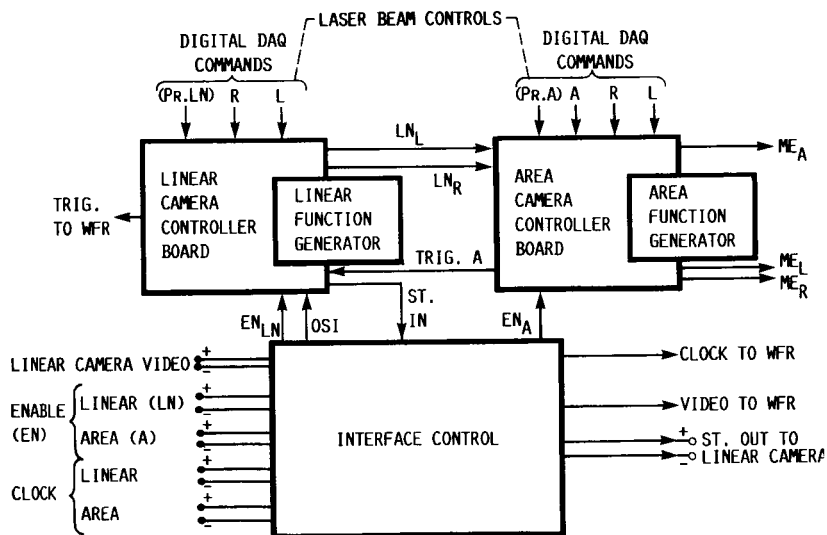 LASER BEAM CONTROLS
DIGITAL DAQ
COMMANDS
(PR.LN) R L
DIGITAL DAQ
COMMANDS
(PR.A) A R L
LN_L
LN_R
LINEAR
CAMERA
CONTROLLER
BOARD
LINEAR
FUNCTION
GENERATOR
AREA
CAMERA
CONTROLLER
BOARD
AREA
FUNCTION
GENERATOR
ME_A
TRIG.
TO WFR
TRIG. A
ME_L
ME_R
EN_LN
OSI
ST.
IN
EN_A
LINEAR CAMERA VIDEO + -
ENABLE
(EN)
LINEAR (LN) + -
AREA (A) + -
CLOCK
LINEAR + -
AREA + -
INTERFACE CONTROL
CLOCK TO WFR
VIDEO TO WFR
+ ST. OUT TO
- LINEAR CAMERA